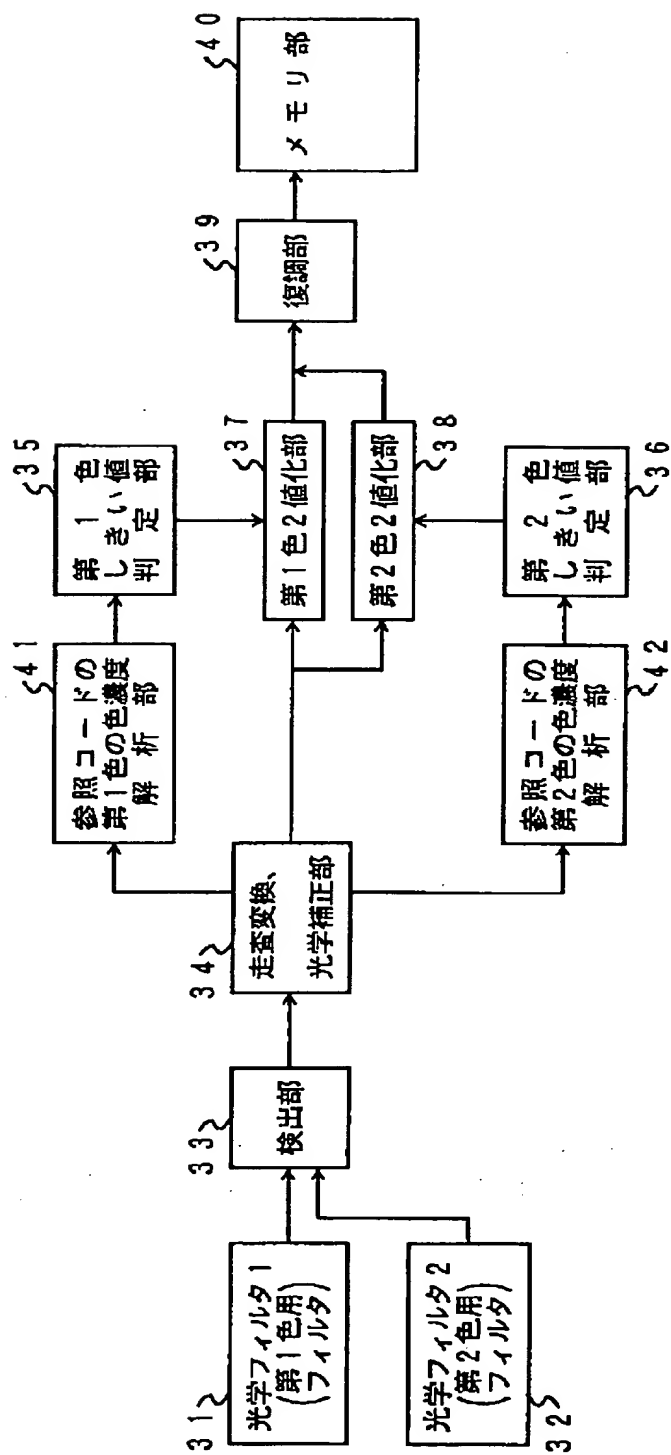 ３１
光学フィルタ１
（第１色用）
（フィルタ）
光学フィルタ２
（第２色用）
（フィルタ）
３２
３３
検出部
３４
走査変換、
光学補正部
４１
参照コードの
第１色の色濃度
解析部
参照コードの
第２色の色濃度
解析部
４２
３５
第１色
しきい値
判定部
３７
第１色２値化部
第２色２値化部
３８
第２色
しきい値
判定部
３６
３９
復調部
４０
メモリ部